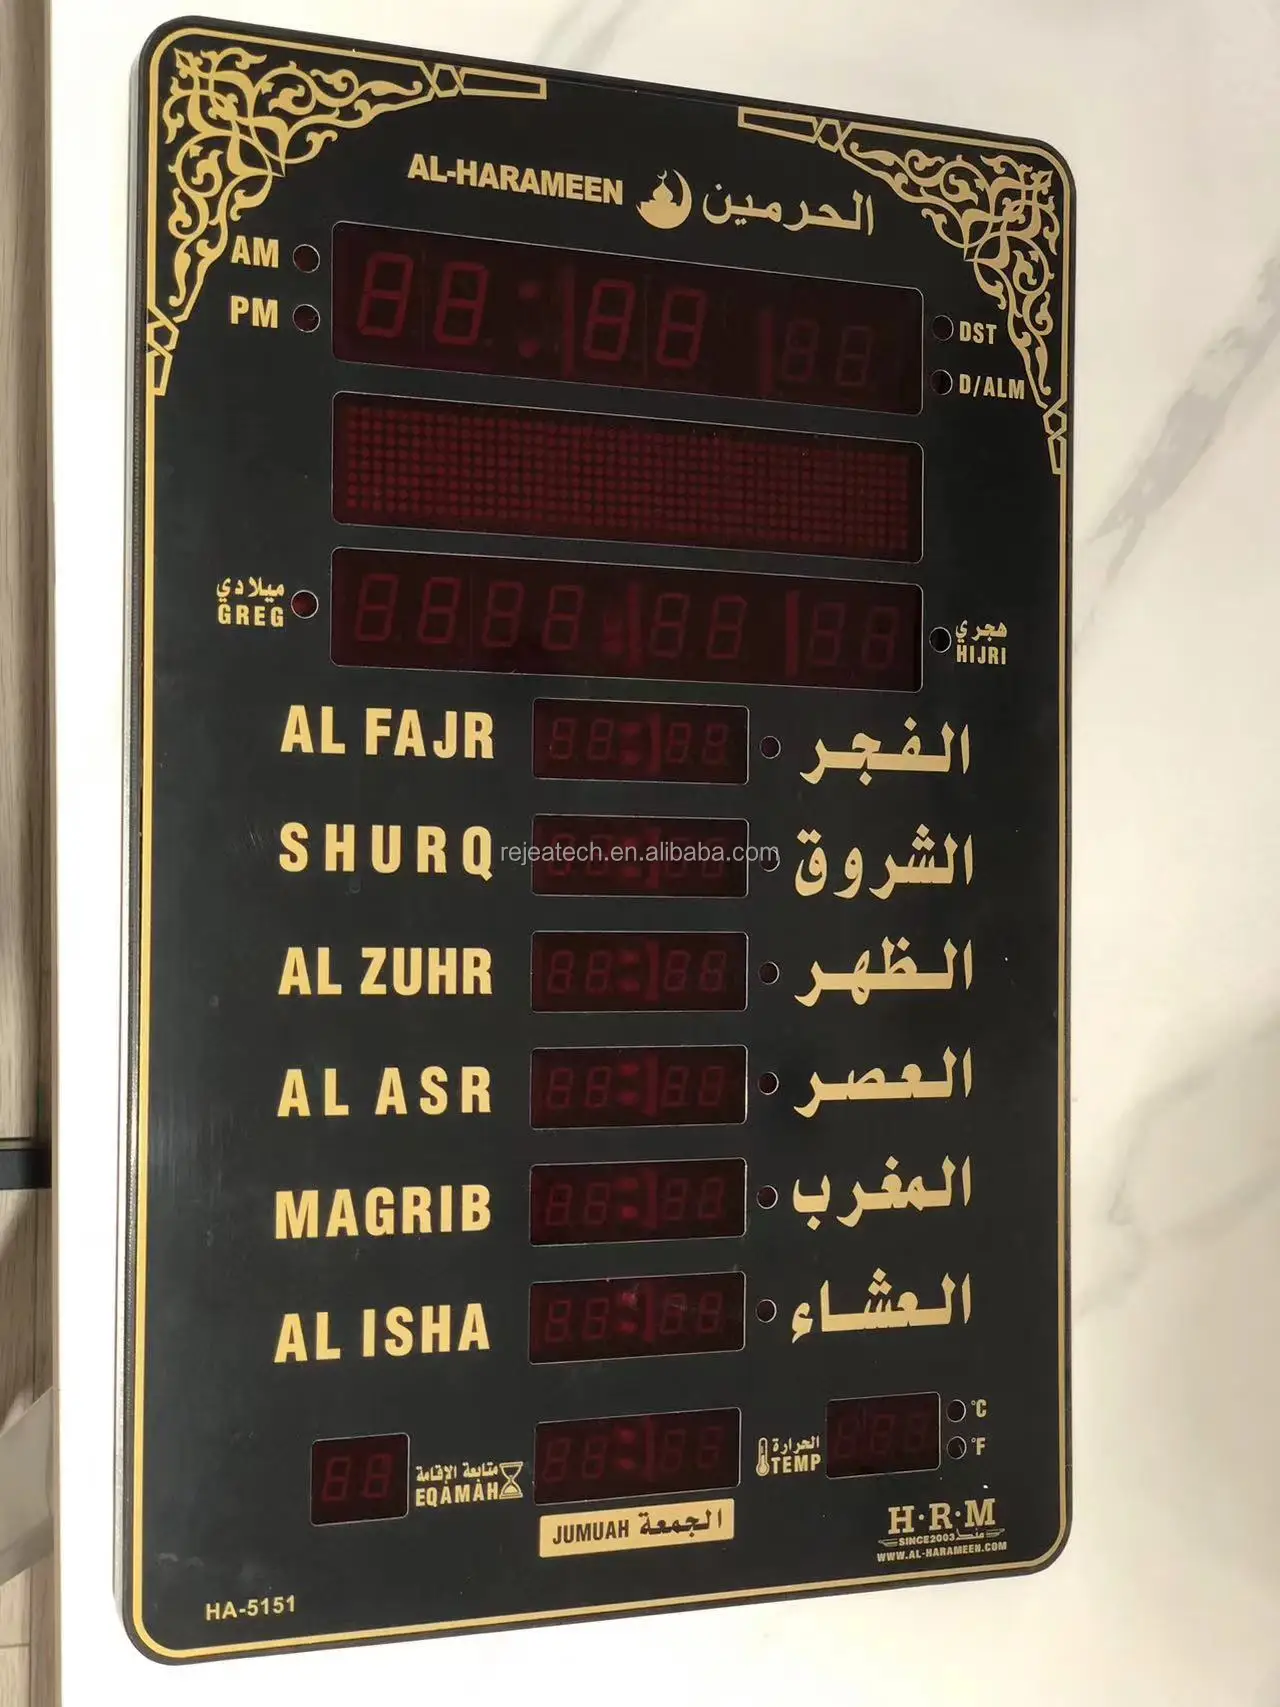 AL-HARAMEEN الحرمين
AM
PM
DST
D/ALM
ميلادي
GREG
هجري
HIJRI
AL FAJR الفجر
SHURQ الشروق
rejeatech.en.alibaba.com
AL ZUHR الظهر
AL ASR العصر
MAGRIB المغرب
AL ISHA العشاء
متابعة الإقامة
EQAMAH
الحرارة
TEMP
°C
°F
JUMUAH الجمعة
H·R·M
SINCE2003 منذ
WWW.AL-HARAMEEN.COM
HA-5151